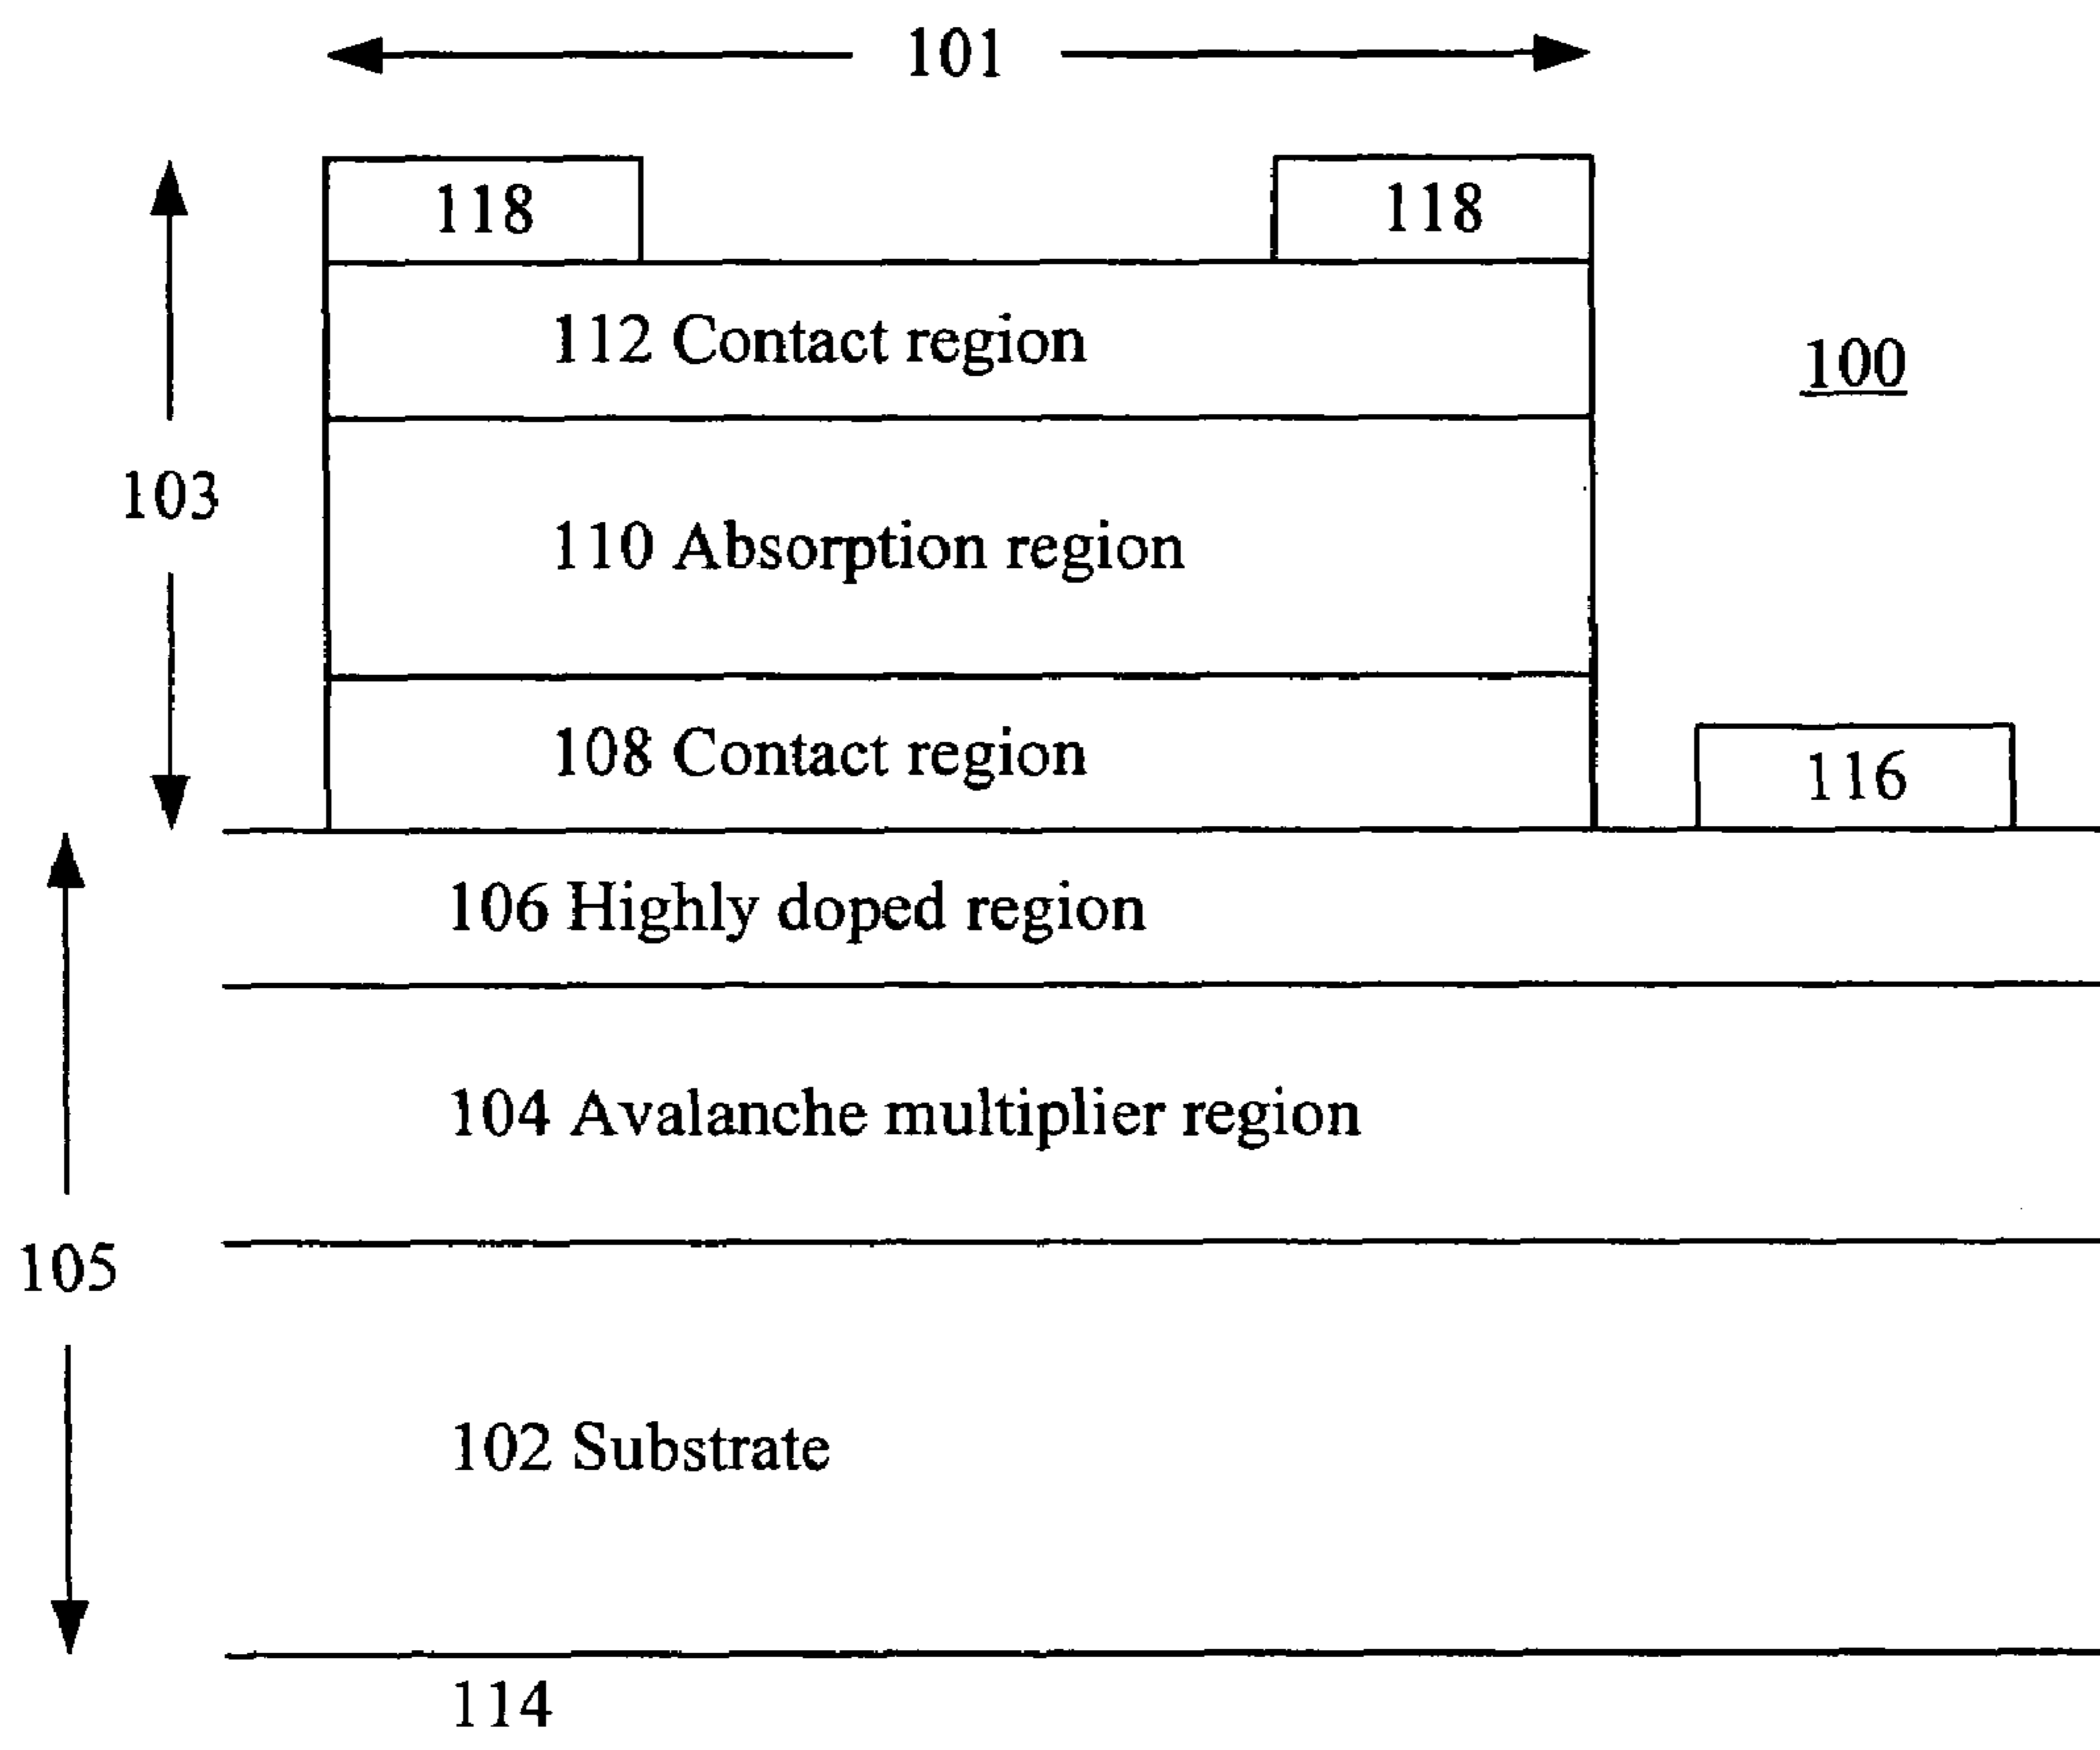 101
118
118
112 Contact region
100
103
110 Absorption region
108 Contact region
116
106 Highly doped region
104 Avalanche multiplier region
105
102 Substrate
114